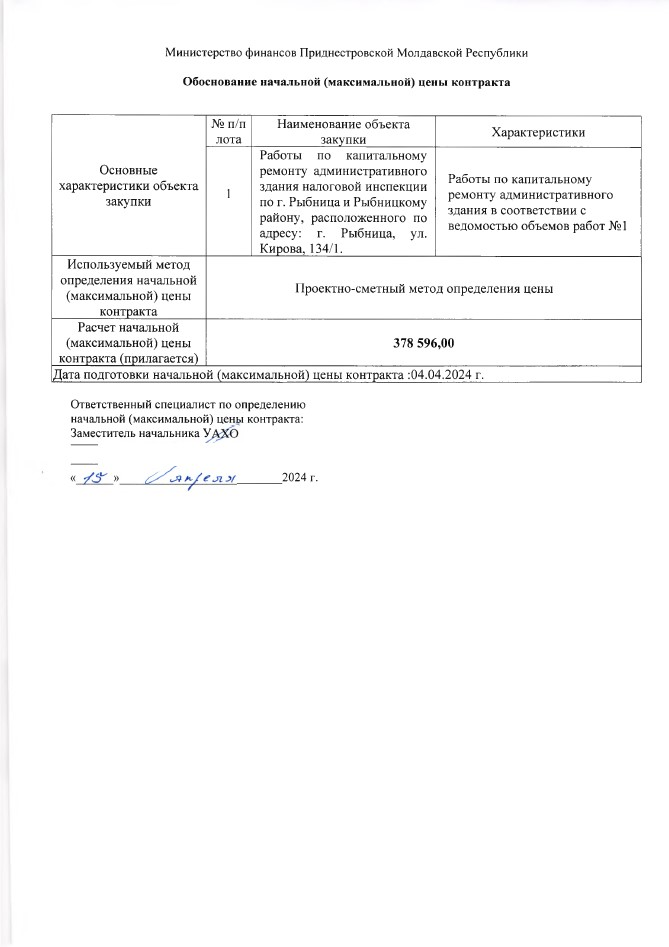 Министерство финансов Приднестровской Молдавской Республики
Обоснование начальной (максимальной) цены контракта
Основные
характеристики объекта
закупки
№ п/п
лота
Наименование объекта
закупки
Характеристики
1
Работы по капитальному
ремонту административного
здания налоговой инспекции
по г. Рыбница и Рыбницкому
району, расположенного по
адресу: г. Рыбница, ул.
Кирова, 134/1.
Работы по капитальному
ремонту административного
здания в соответствии с
ведомостью объемов работ №1
Используемый метод
определения начальной
(максимальной) цены
контракта
Проектно-сметный метод определения цены
Расчет начальной
(максимальной) цены
контракта (прилагается)
378 596,00
Дата подготовки начальной (максимальной) цены контракта :04.04.2024 г.
Ответственный специалист по определению
начальной (максимальной) цены контракта:
Заместитель начальника УАХО
«15» апреля 2024 г.